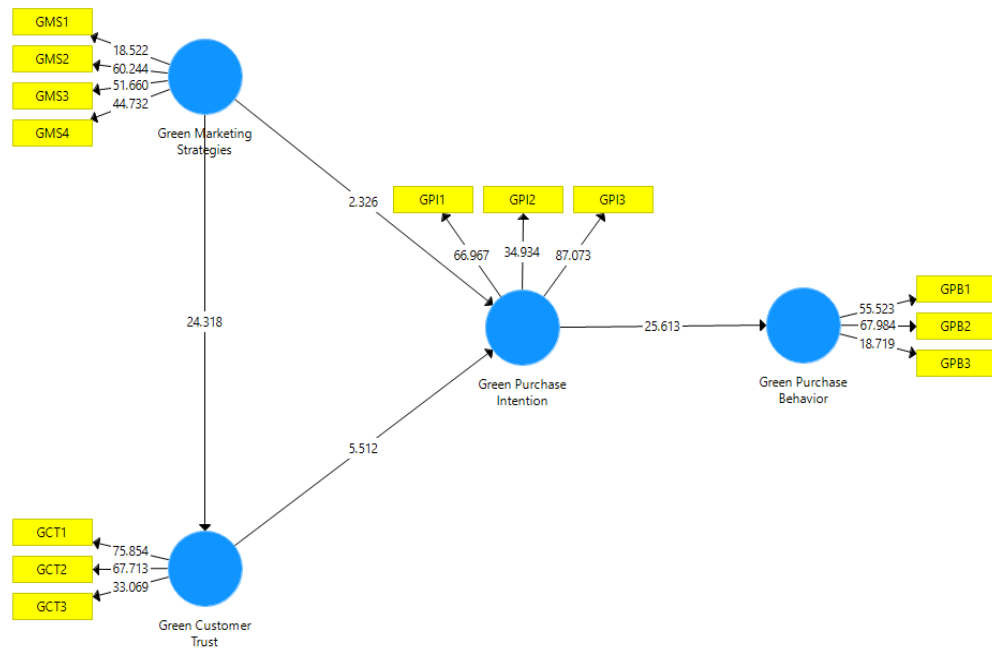 GMS1
18.522
GMS2
60.244
GMS3
51.660
GMS4
44.732
Green Marketing
Strategies
2.326
GPI1
GPI2
GPI3
66.967
34.934
87.073
24.318
25.613
GPB1
55.523
GPB2
67.984
GPB3
18.719
Green Purchase
Intention
Green Purchase
Behavior
5.512
GCT1
75.854
GCT2
67.713
GCT3
33.069
Green Customer
Trust